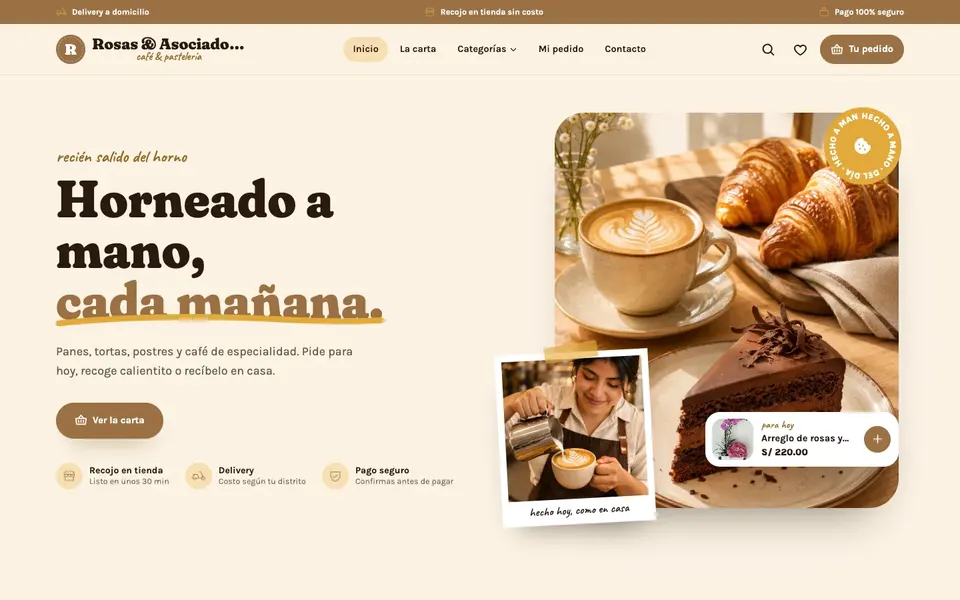 Delivery a domicilio
Recojo en tienda sin costo
Pago 100% seguro
R
Rosas & Asociado...
café & pastelería
Inicio
La carta
Categorías
Mi pedido
Contacto
Tu pedido
recién salido del horno
Horneado a
mano,
cada mañana.
Panes, tortas, postres y café de especialidad. Pide para
hoy, recoge calientito o recíbelo en casa.
Ver la carta
Recojo en tienda
Listo en unos 30 min
Delivery
Costo según tu distrito
Pago seguro
Confirmas antes de pagar
HECHO A MANO · DEL DÍA · HECHO A MAN
hecho hoy, como en casa
para hoy
Arreglo de rosas y...
S/ 220.00